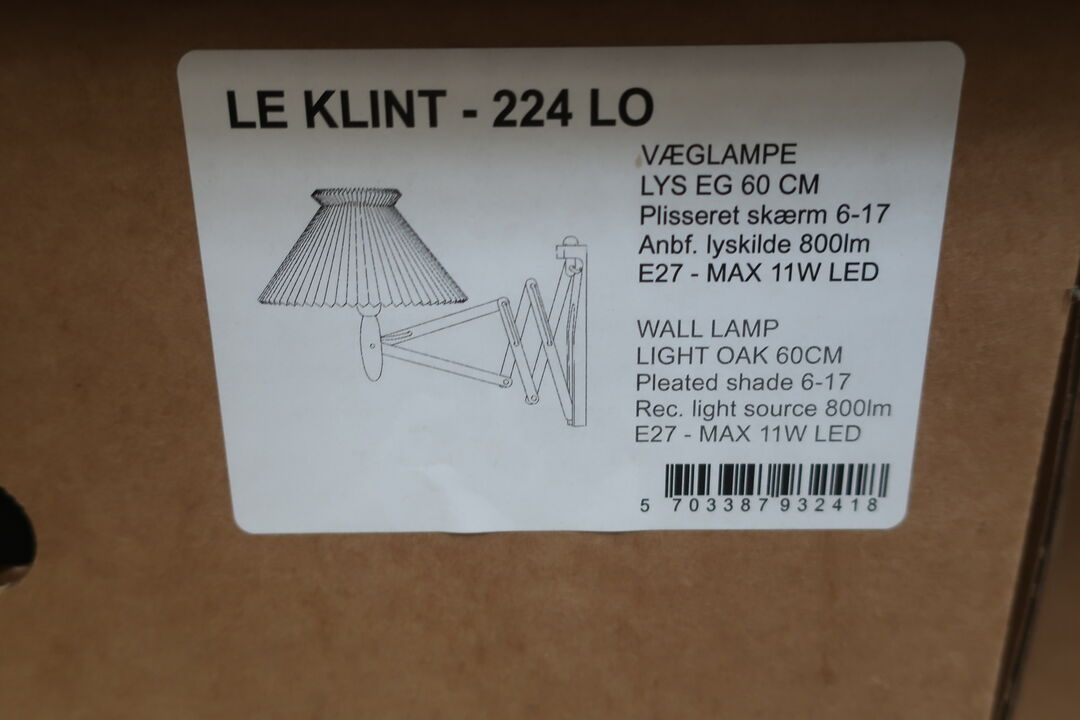 LE KLINT - 224 LO
VÆGLAMPE
LYS EG 60 CM
Plisseret skærm 6-17
Anbf. lyskilde 800lm
E27 - MAX 11W LED
WALL LAMP
LIGHT OAK 60CM
Pleated shade 6-17
Rec. light source 800lm
E27 - MAX 11W LED
5 703387 932418